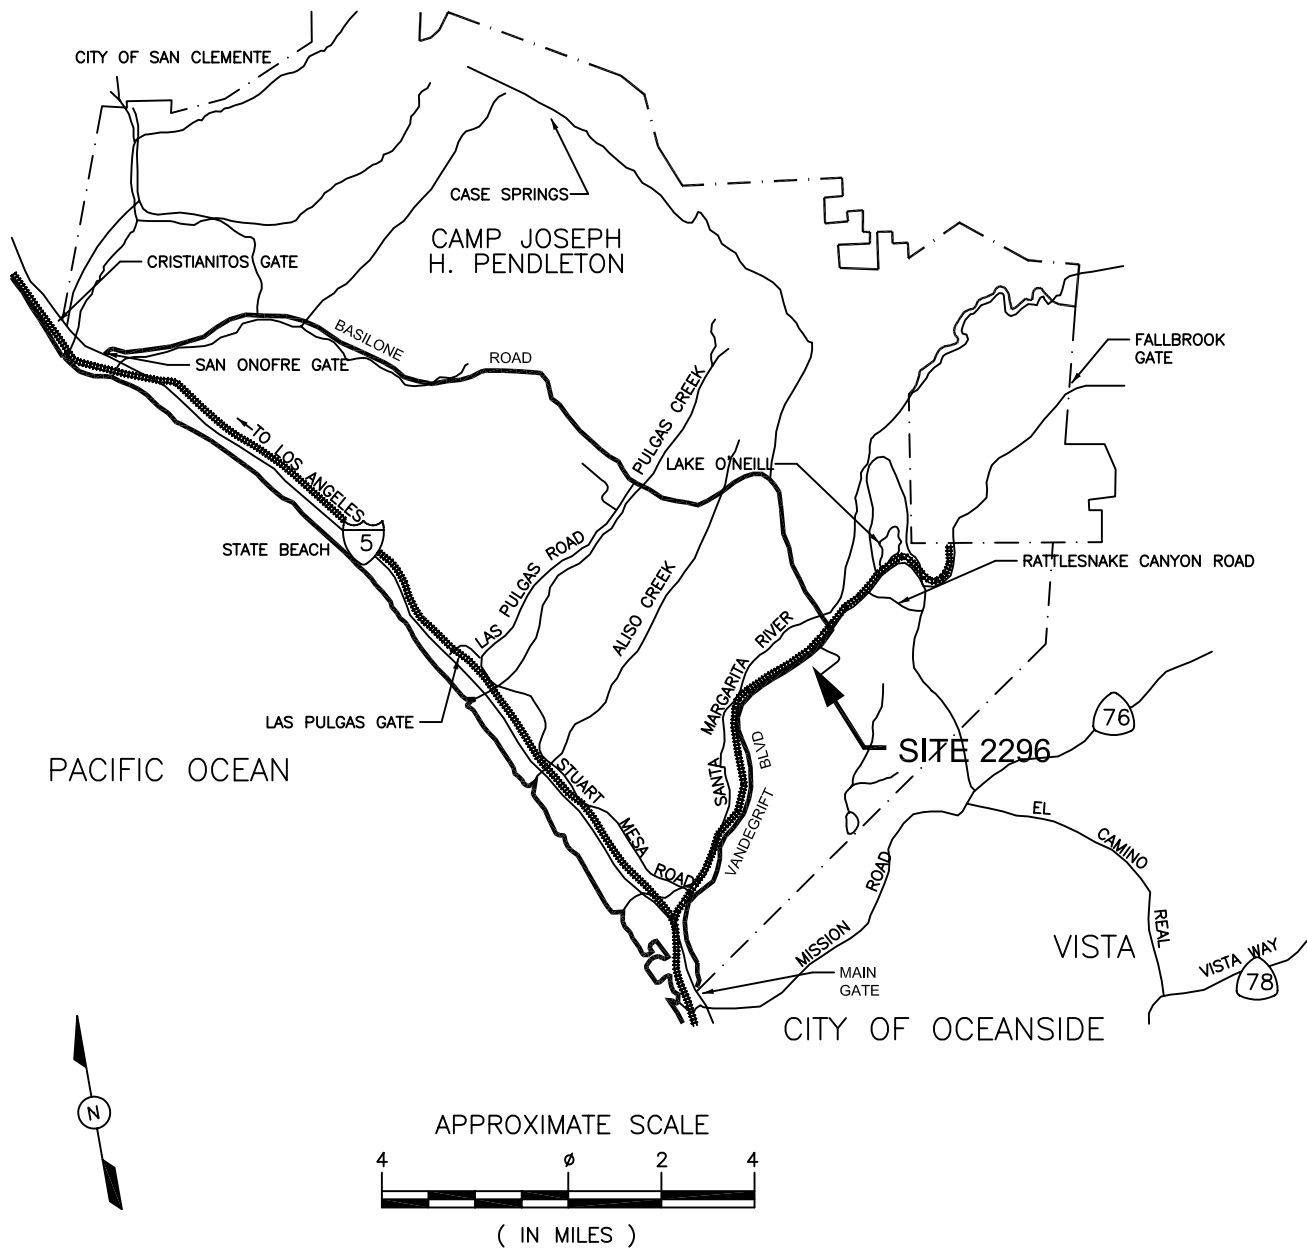 CITY OF SAN CLEMENTE
CASE SPRINGS
CAMP JOSEPH
H. PENDLETON
CRISTIANITOS GATE
BASILONE
ROAD
SAN ONOFRE GATE
FALLBROOK
GATE
PULGAS CREEK
TO LOS ANGELES
LAKE O'NEILL
5
STATE BEACH
LAS PULGAS ROAD
RATTLESNAKE CANYON ROAD
ALISO CREEK
SANTA MARGARITA RIVER
LAS PULGAS GATE
76
SITE 2296
PACIFIC OCEAN
VANDEGRIFT BLVD
STUART MESA ROAD
EL CAMINO REAL
MISSION ROAD
VISTA
VISTA WAY
78
MAIN
GATE
CITY OF OCEANSIDE
N
APPROXIMATE SCALE
4 ø 2 4
( IN MILES )